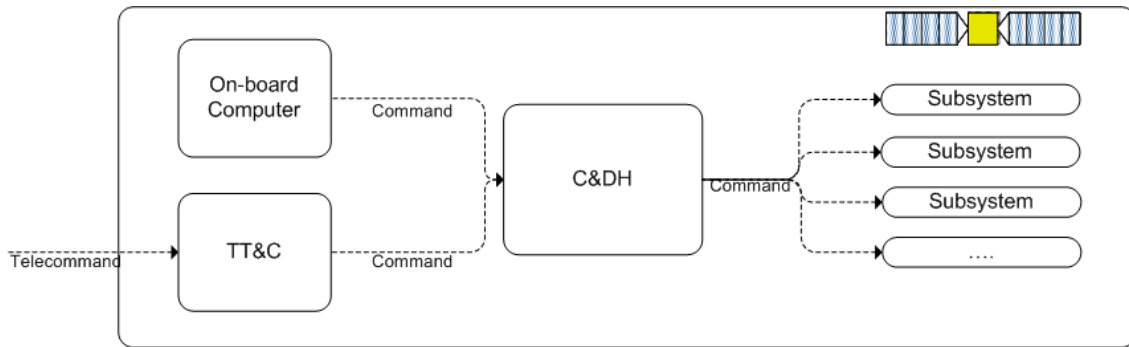 On-board
Computer
Command
Subsystem
Subsystem
C&DH
Command
Subsystem
TT&C
Telecommand
Command
....